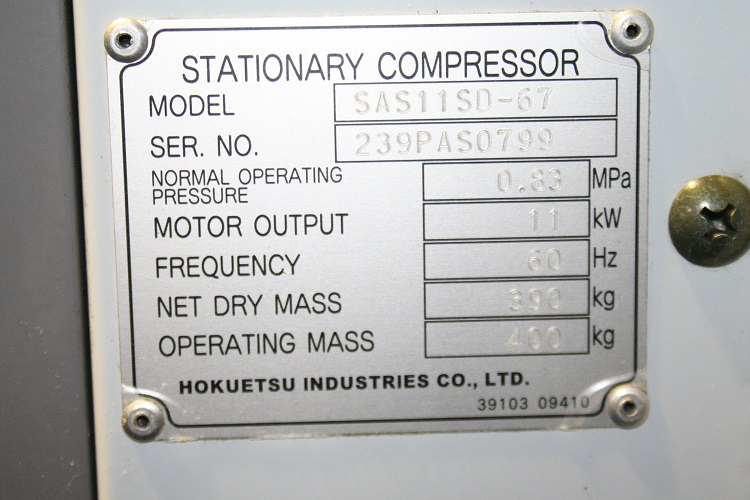 STATIONARY COMPRESSOR
MODEL SAS11SD-67
SER. NO. 239PAS0799
NORMAL OPERATING PRESSURE 0.83 MPa
MOTOR OUTPUT 11 kW
FREQUENCY 60 Hz
NET DRY MASS 390 kg
OPERATING MASS 400 kg
HOKUETSU INDUSTRIES CO., LTD.
39103 09410